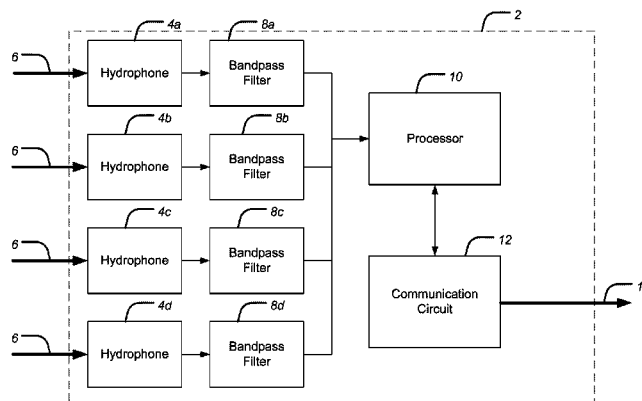 2
6
4a
8a
Hydrophone
Bandpass
Filter
10
Processor
6
4b
8b
Hydrophone
Bandpass
Filter
6
4c
8c
Hydrophone
Bandpass
Filter
12
Communication
Circuit
1
6
4d
8d
Hydrophone
Bandpass
Filter